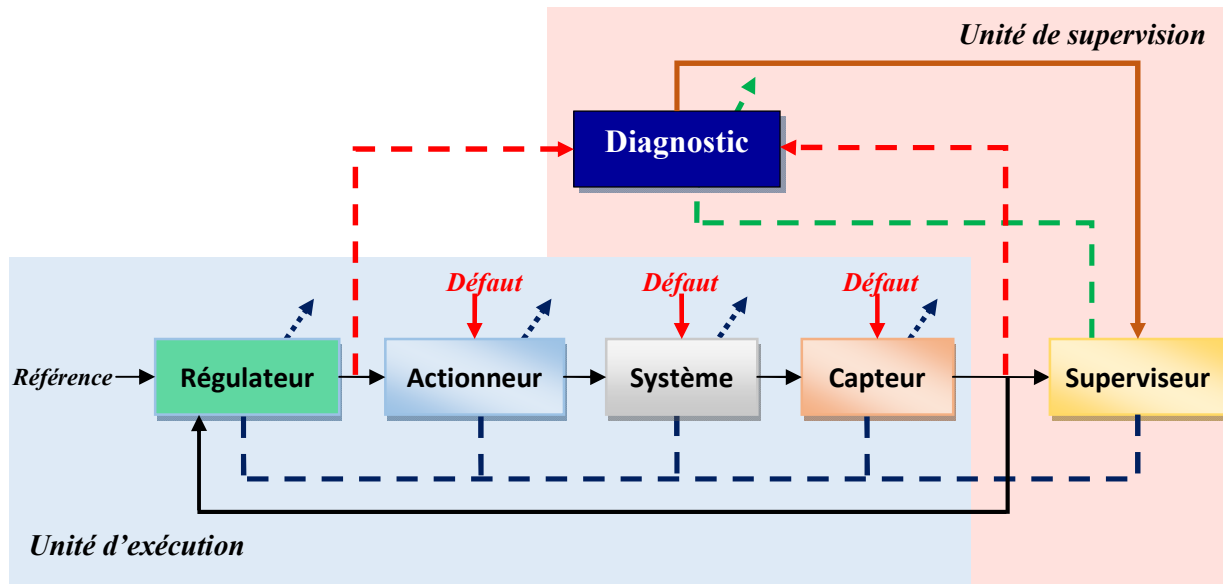 Unité de supervision
Diagnostic
Défaut
Défaut
Défaut
Référence
Régulateur
Actionneur
Système
Capteur
Superviseur
Unité d’exécution